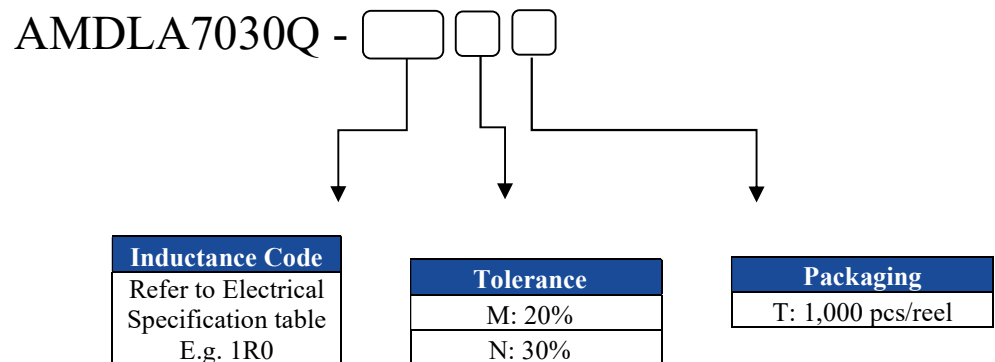 AMDLA7030Q -
Inductance Code
Refer to Electrical
Specification table
E.g. 1R0
Tolerance
M: 20%
N: 30%
Packaging
T: 1,000 pcs/reel